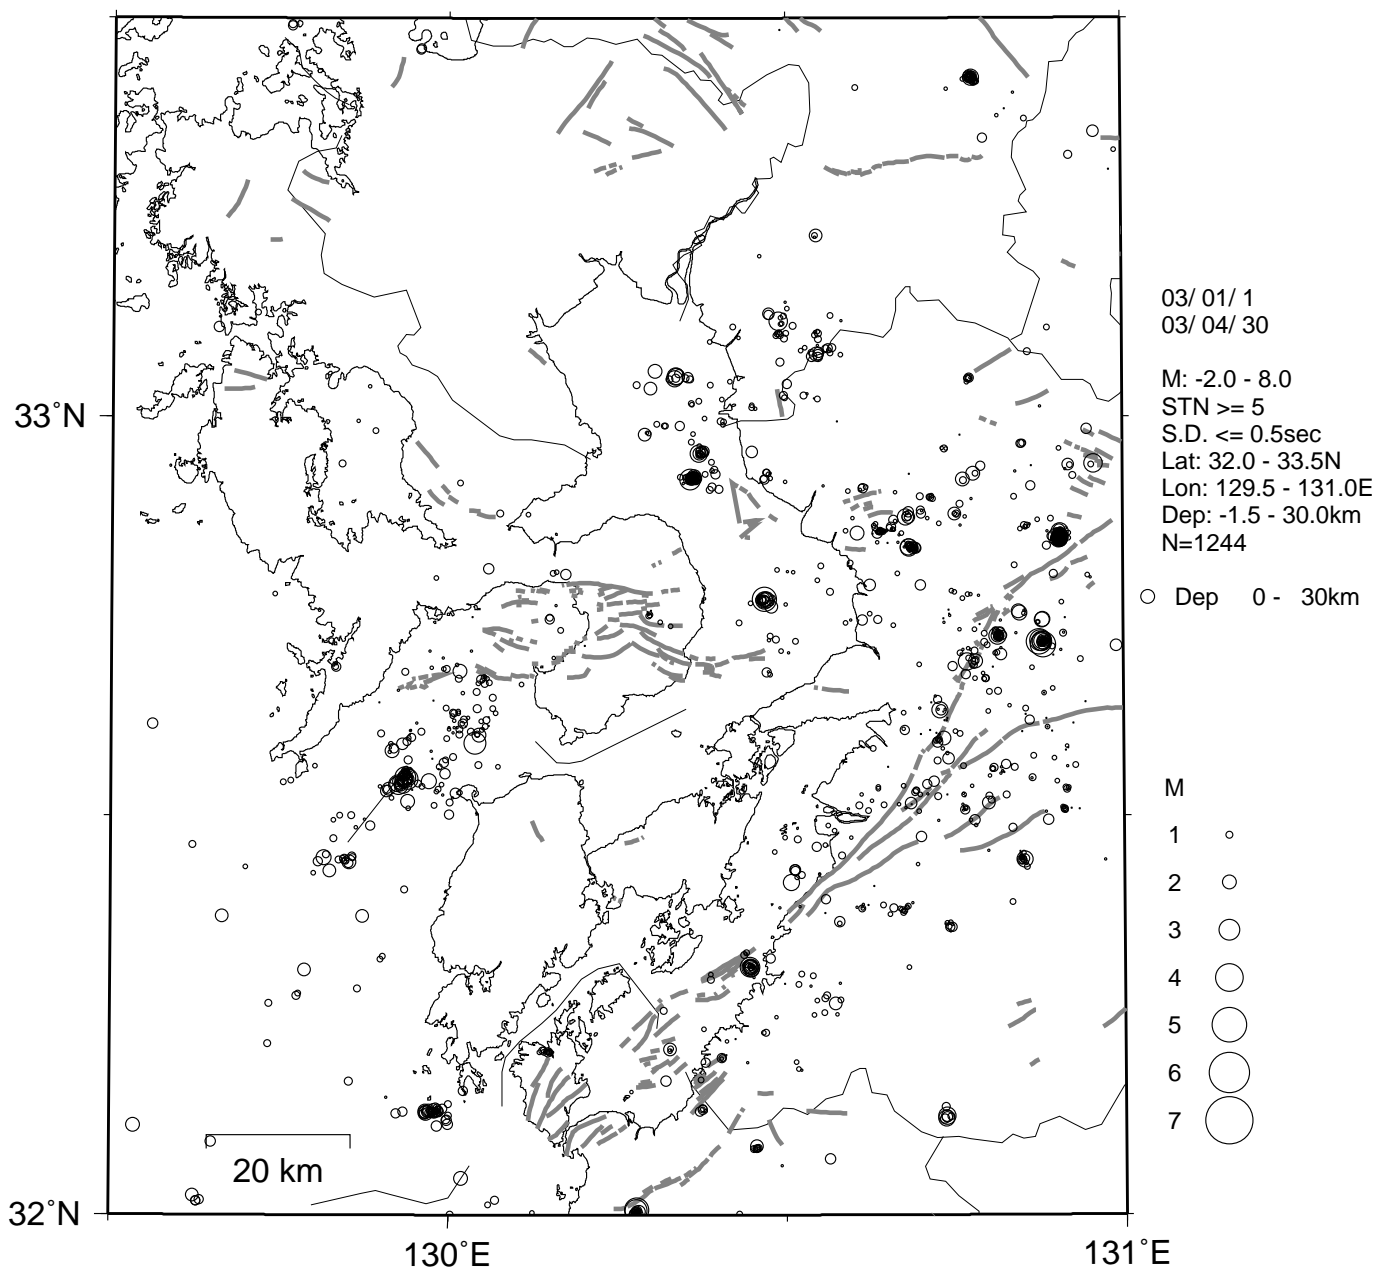 03/ 01/ 1
03/ 04/ 30
M: -2.0 - 8.0
STN >= 5
33°N
S.D. <= 0.5sec
Lat: 32.0 - 33.5N
Lon: 129.5 - 131.0E
Dep: -1.5 - 30.0km
N=1244
Dep 0 - 30km
M
1
2
3
4
5
6
7
20 km
32°N
130°E
131°E